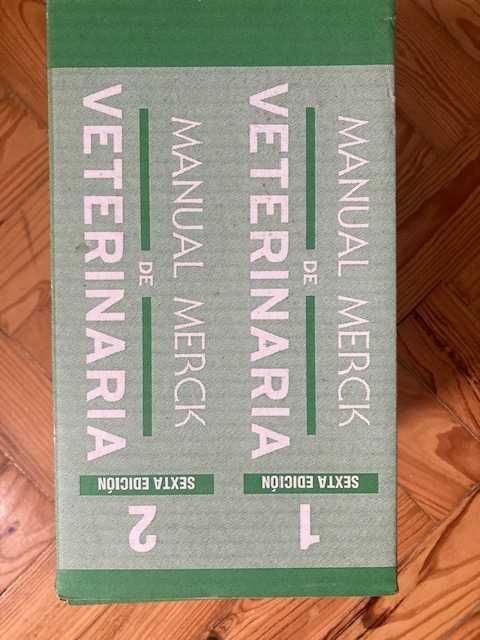 MANUAL MERCK
DE
VETERINARIA
SEXTA EDICIÓN
1
MANUAL MERCK
DE
VETERINARIA
SEXTA EDICIÓN
2